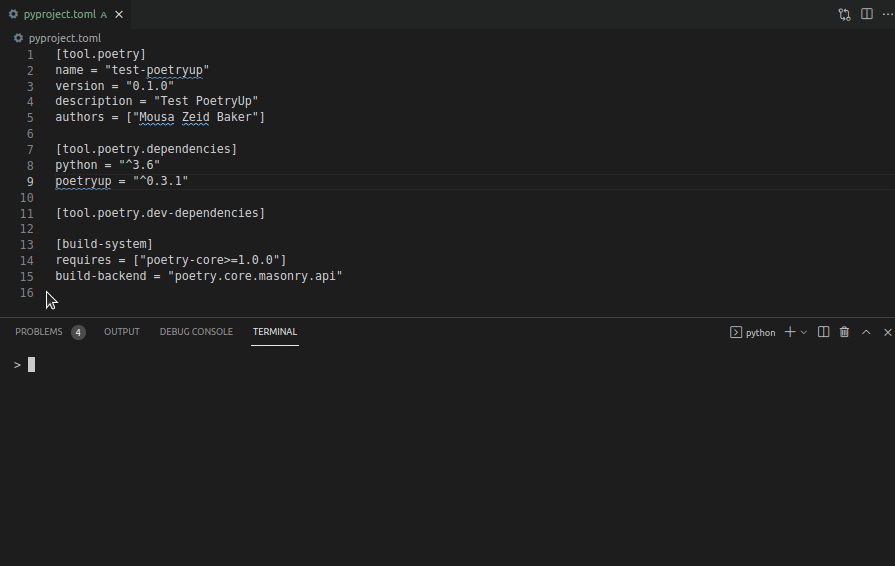 pyproject.toml A
pyproject.toml
1 [tool.poetry]
2 name = "test-poetryup"
3 version = "0.1.0"
4 description = "Test PoetryUp"
5 authors = ["Mousa Zeid Baker"]
6
7 [tool.poetry.dependencies]
8 python = "^3.6"
9 poetryup = "^0.3.1"
10
11 [tool.poetry.dev-dependencies]
12
13 [build-system]
14 requires = ["poetry-core>=1.0.0"]
15 build-backend = "poetry.core.masonry.api"
16
PROBLEMS 4 OUTPUT DEBUG CONSOLE TERMINAL python
>